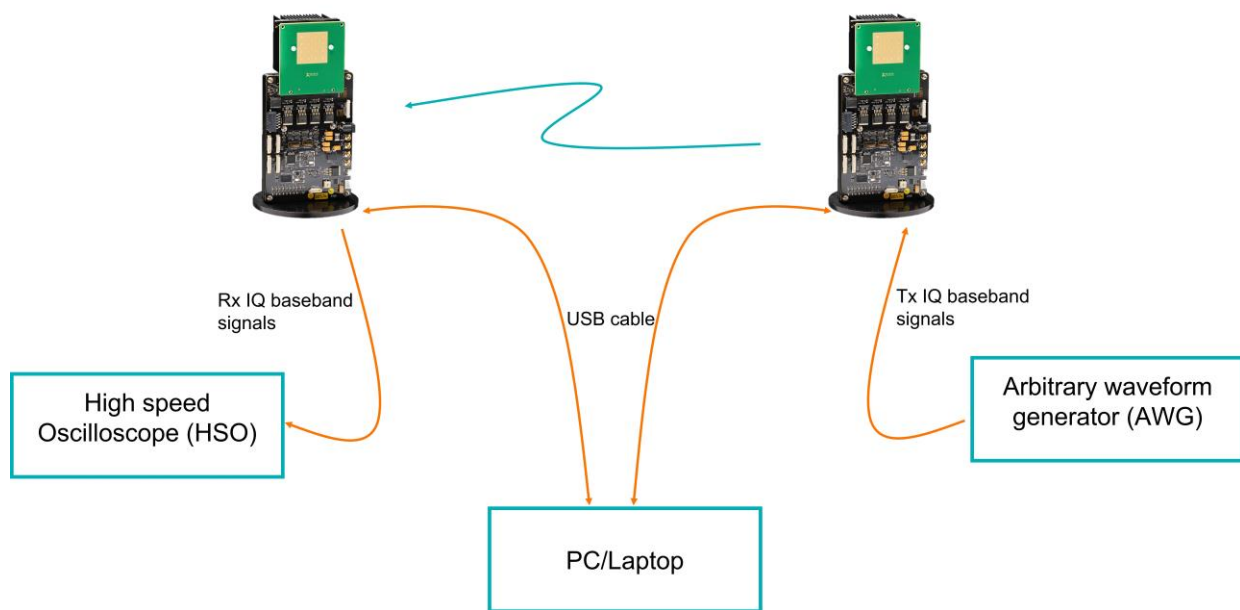 Rx IQ baseband
signals
USB cable
Tx IQ baseband
signals
High speed
Oscilloscope (HSO)
Arbitrary waveform
generator (AWG)
PC/Laptop